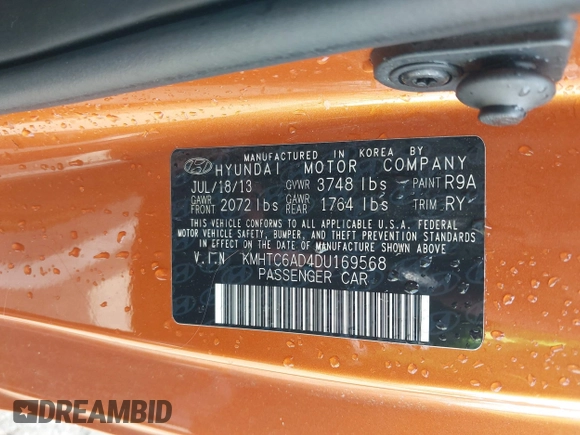 MANUFACTURED IN KOREA BY
HYUNDAI MOTOR COMPANY
JUL/18/13 GVWR 3748 lbs PAINT R9A
GAWR FRONT 2072 lbs GAWR REAR 1764 lbs TRIM RY
THIS VEHICLE CONFORMS TO ALL APPLICABLE U.S.A. FEDERAL
MOTOR VEHICLE SAFETY, BUMPER, AND THEFT PREVENTION STANDARDS
IN EFFECT ON THE DATE OF MANUFACTURE SHOWN ABOVE.
V.I.N KMHTC6AD4DU169568
PASSENGER CAR
DREAMBID